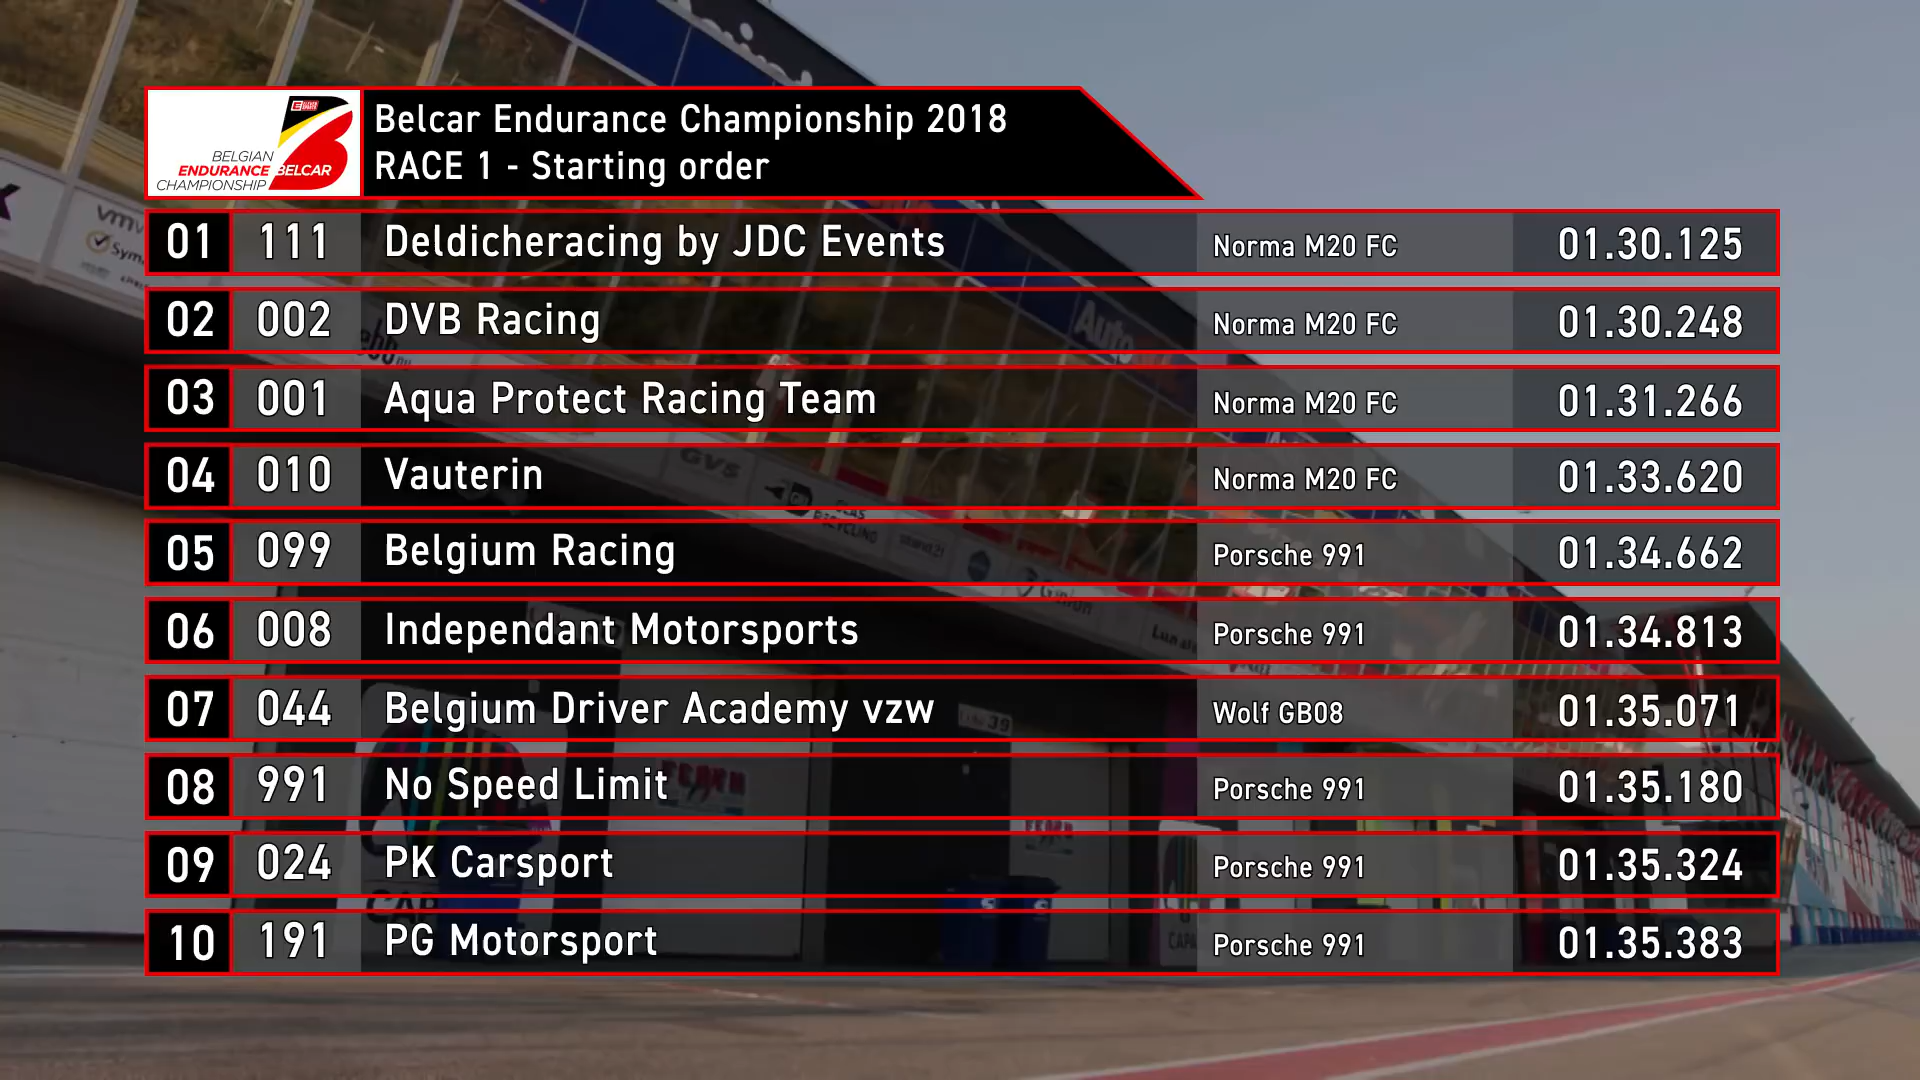 BELGIAN
ENDURANCE BELCAR
CHAMPIONSHIP
Belcar Endurance Championship 2018
RACE 1 - Starting order
01 111 Deldicheracing by JDC Events Norma M20 FC 01.30.125
02 002 DVB Racing Norma M20 FC 01.30.248
03 001 Aqua Protect Racing Team Norma M20 FC 01.31.266
04 010 Vauterin Norma M20 FC 01.33.620
05 099 Belgium Racing Porsche 991 01.34.662
06 008 Independant Motorsports Porsche 991 01.34.813
07 044 Belgium Driver Academy vzw Wolf GB08 01.35.071
08 991 No Speed Limit Porsche 991 01.35.180
09 024 PK Carsport Porsche 991 01.35.324
10 191 PG Motorsport Porsche 991 01.35.383
Auto
GVS
stand21
Ginion
39